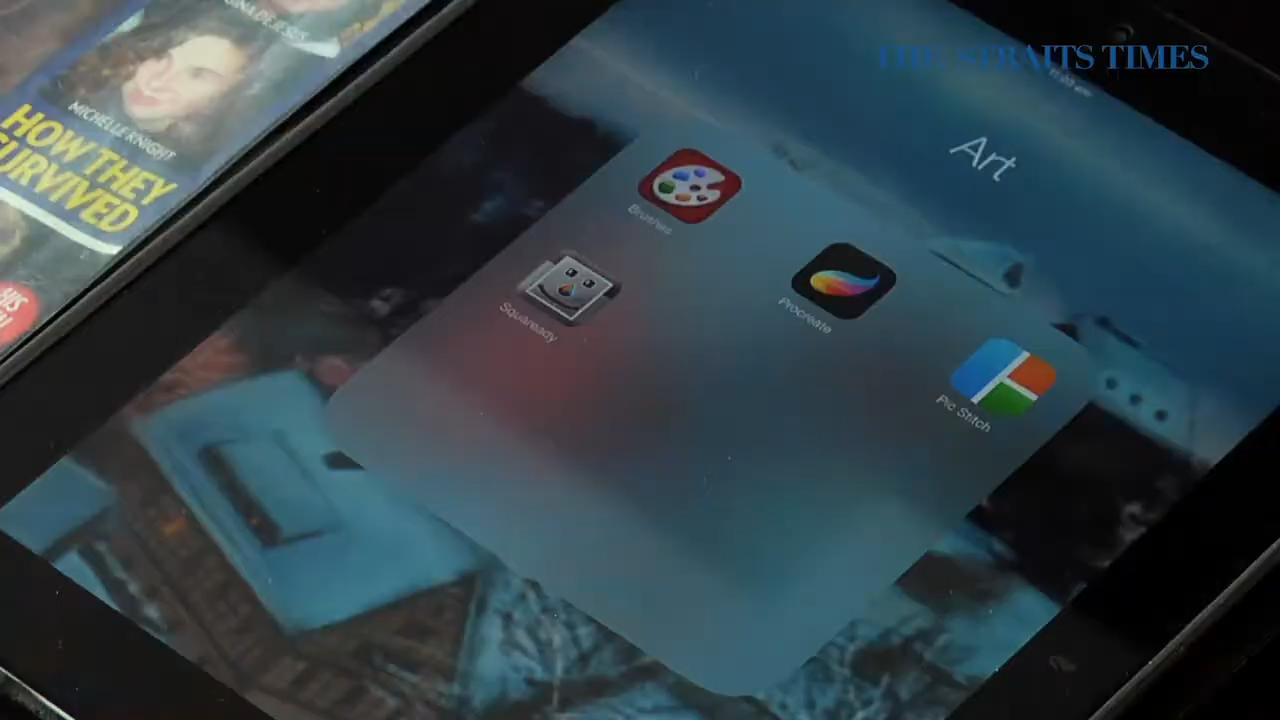 THE STRAITS TIMES
MICHELLE KNIGHT
HOW THEY
SURVIVED
Art
Brushes
Squaready
Procreate
Pic Stitch